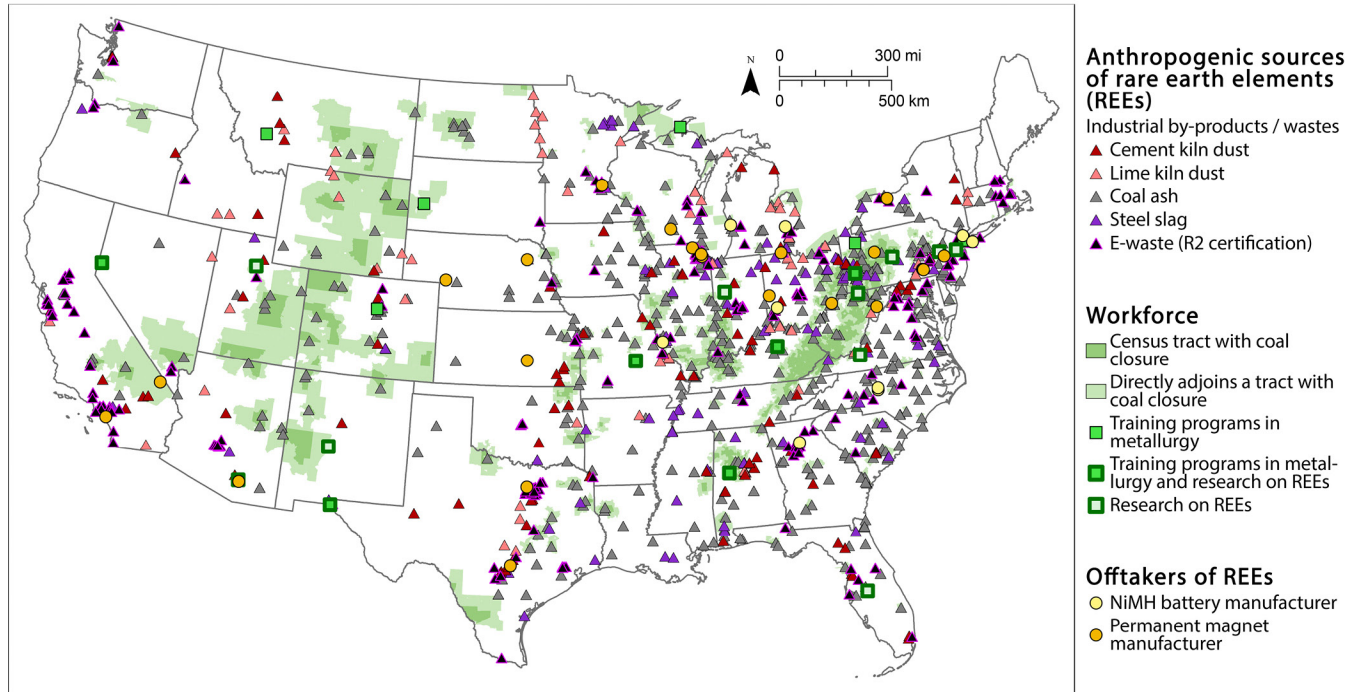 0 300 mi
N
0 500 km
Anthropogenic sources
of rare earth elements
(REEs)
Industrial by-products / wastes
Cement kiln dust
Lime kiln dust
Coal ash
Steel slag
E-waste (R2 certification)
Workforce
Census tract with coal
closure
Directly adjoins a tract with
coal closure
Training programs in
metallurgy
Training programs in metal-
lurgy and research on REEs
Research on REEs
Offtakers of REEs
NiMH battery manufacturer
Permanent magnet
manufacturer